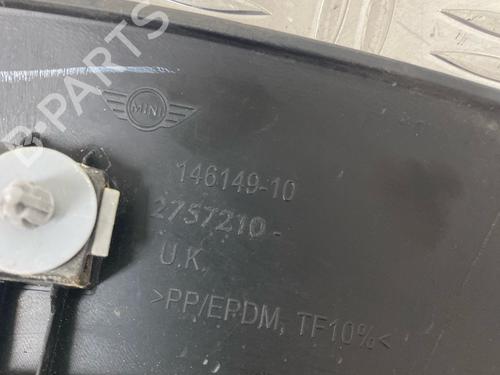 B-PARTS
MINI
146149-10
2757210-
U.K.
>PP/EPDM, TF10%<